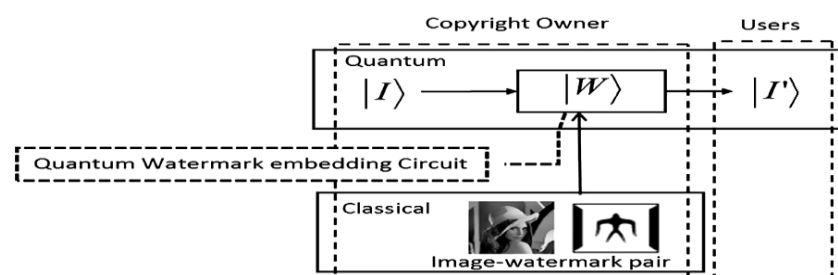 Copyright Owner
Users
Quantum
|I⟩
|W⟩
|I'⟩
Quantum Watermark embedding Circuit
Classical
Image-watermark pair